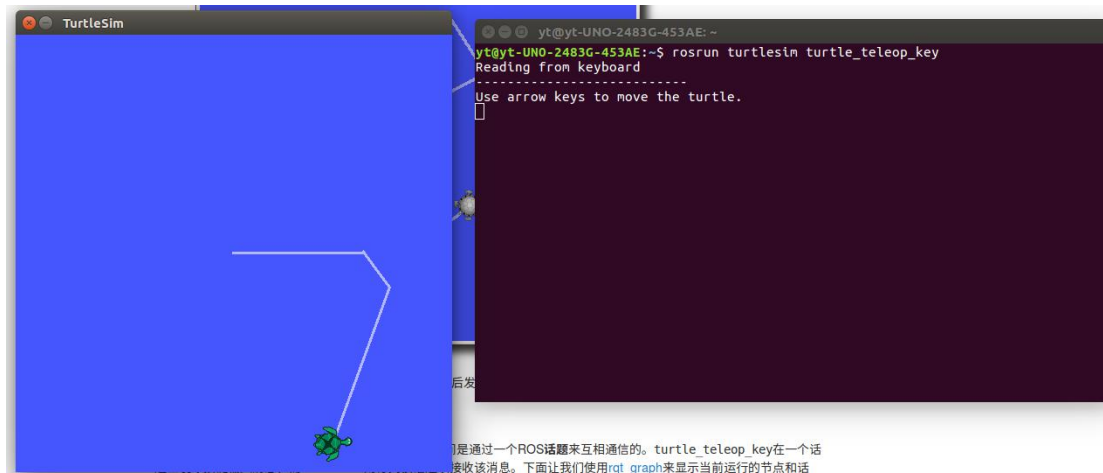 TurtleSim
yt@yt-UNO-2483G-453AE: ~
yt@yt-UNO-2483G-453AE:~$ rosrun turtlesim turtle_teleop_key
Reading from keyboard
---------------------------
Use arrow keys to move the turtle.
后发
是通过一个ROS话题来互相通信的。turtle_teleop_key在一个话
接收该消息。下面让我们使用rqt_graph来显示当前运行的节点和话